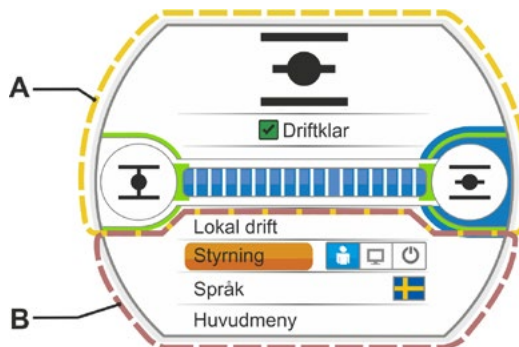 A
Driftklar
Lokal drift
Styrning
Språk
B
Huvudmeny